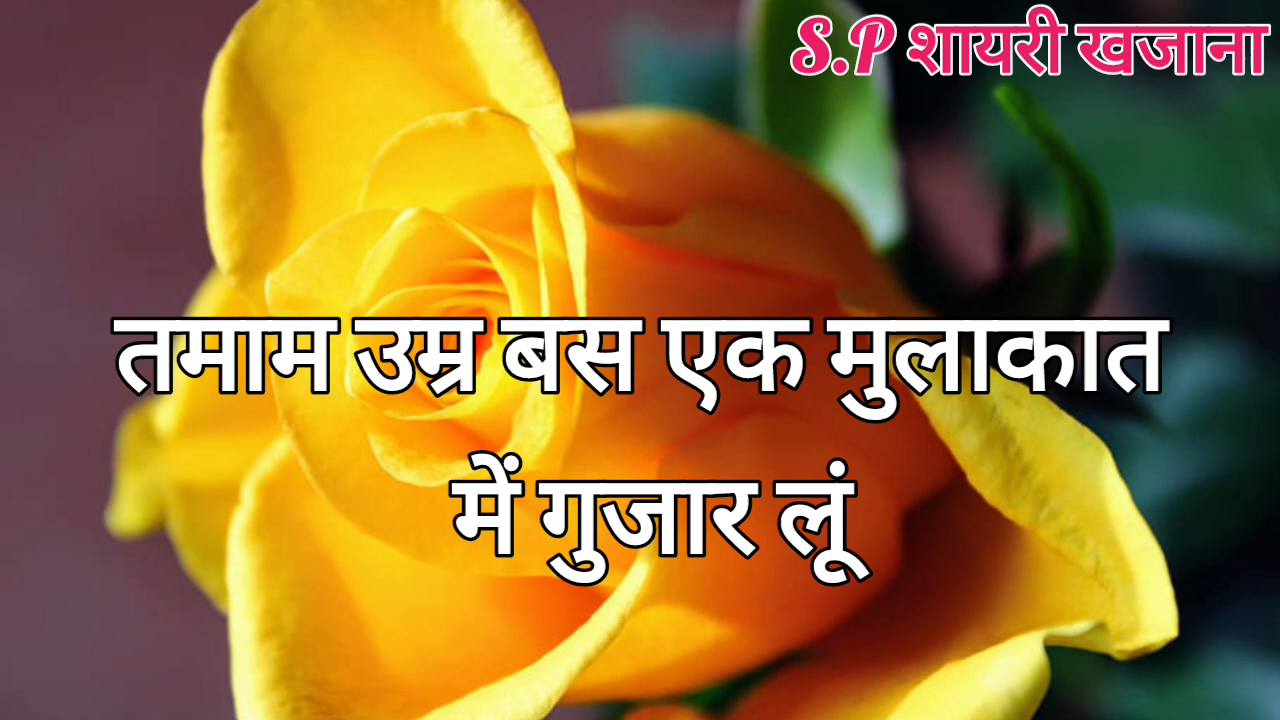 S.P शायरी खजाना
तमाम उम्र बस एक मुलाकात
में गुजार लूं